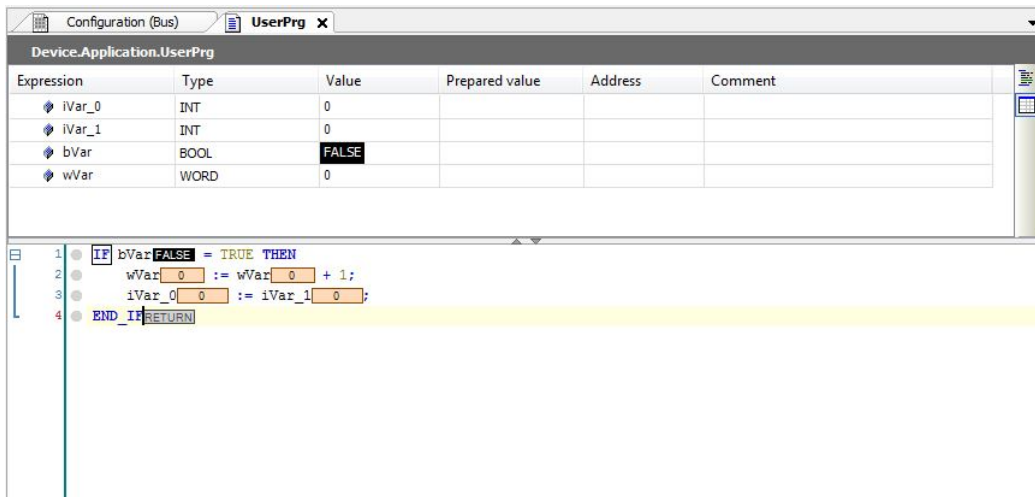 Configuration (Bus) UserPrg X
Device.Application.UserPrg
Expression Type Value Prepared value Address Comment
iVar_0 INT 0
iVar_1 INT 0
bVar BOOL FALSE
wVar WORD 0
1 IF bVar FALSE = TRUE THEN
2 wVar 0 := wVar 0 + 1;
3 iVar_0 0 := iVar_1 0 ;
4 END_IF RETURN